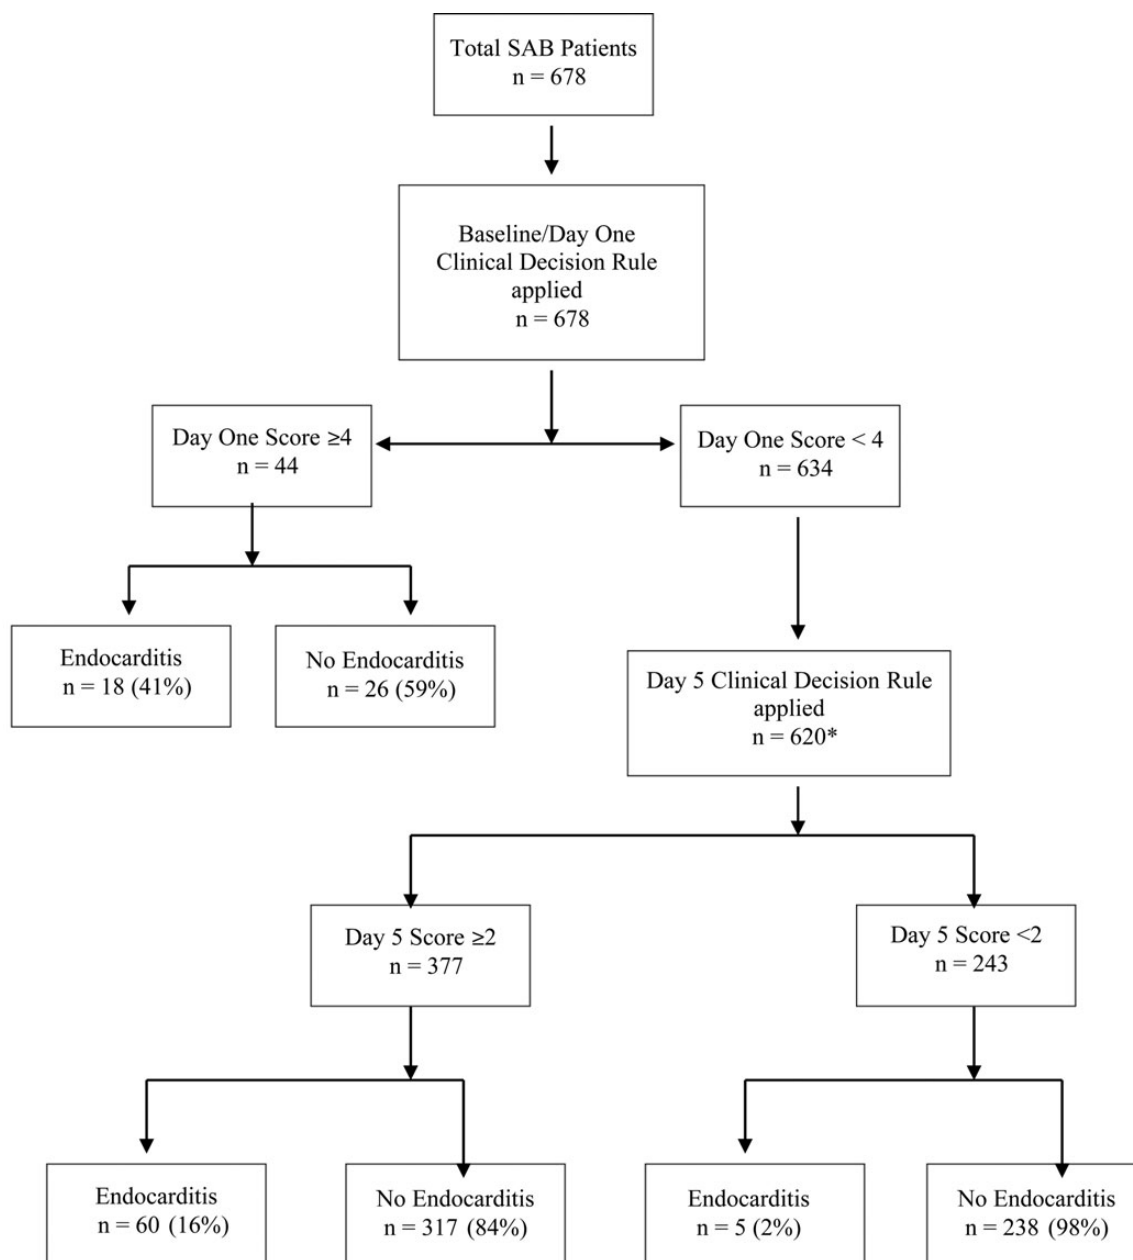 Total SAB Patients
n = 678
Baseline/Day One
Clinical Decision Rule
applied
n = 678
Day One Score ≥4
n = 44
Day One Score < 4
n = 634
Endocarditis
n = 18 (41%)
No Endocarditis
n = 26 (59%)
Day 5 Clinical Decision Rule
applied
n = 620*
Day 5 Score ≥2
n = 377
Day 5 Score <2
n = 243
Endocarditis
n = 60 (16%)
No Endocarditis
n = 317 (84%)
Endocarditis
n = 5 (2%)
No Endocarditis
n = 238 (98%)